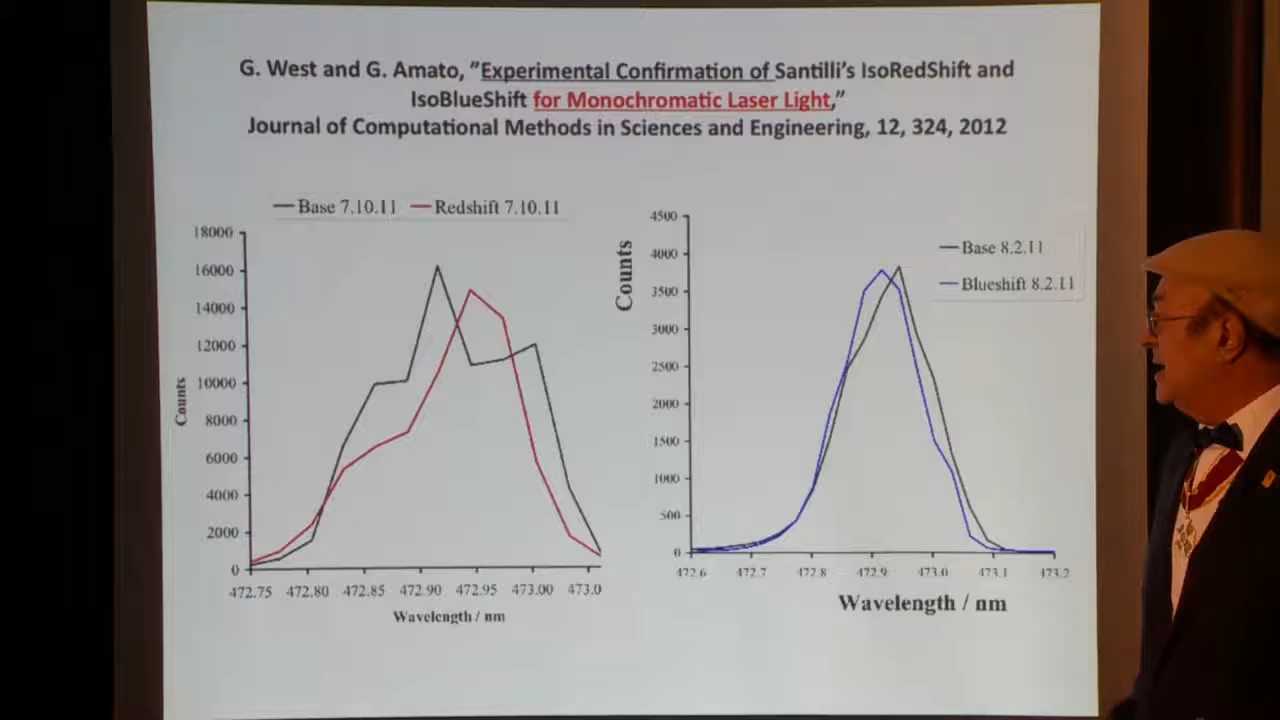 G. West and G. Amato, "Experimental Confirmation of Santilli's IsoRedShift and
IsoBlueShift for Monochromatic Laser Light,"
Journal of Computational Methods in Sciences and Engineering, 12, 324, 2012
Base 7.10.11 Redshift 7.10.11
18000
16000
14000
12000
10000
8000
6000
4000
2000
0
Counts
472.75 472.80 472.85 472.90 472.95 473.00 473.0
Wavelength / nm
4500
4000
3500
3000
2500
2000
1500
1000
500
0
Counts
Base 8.2.11
Blueshift 8.2.11
472.6 472.7 472.8 472.9 473.0 473.1 473.2
Wavelength / nm